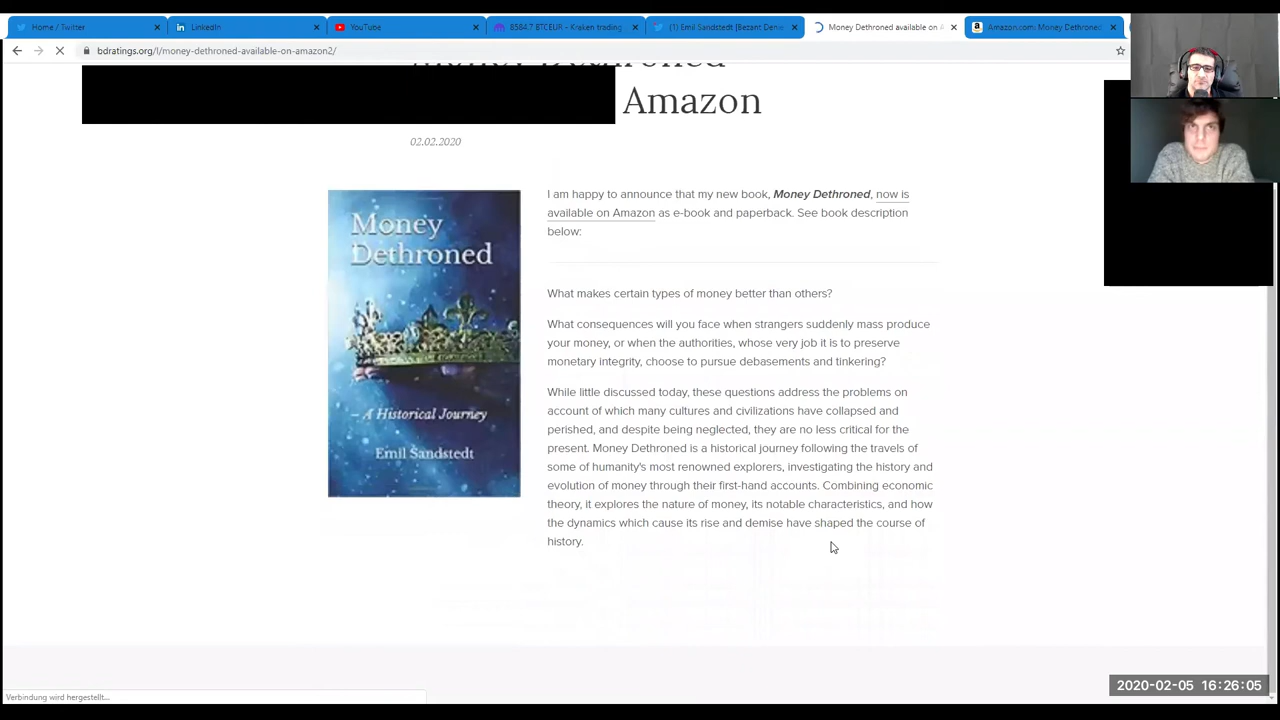 Home / Twitter
LinkedIn
YouTube
8584.7 BTCEUR - Kraken trading
(1) Emil Sandstedt [Bezant Dena
Money Dethroned available on A
Amazon.com: Money Dethroned
bdratings.org/l/money-dethroned-available-on-amazon2/
Money Dethroned
Amazon
02.02.2020
Money
Dethroned
– A Historical Journey
Emil Sandstedt
I am happy to announce that my new book, Money Dethroned, now is
available on Amazon as e-book and paperback. See book description
below:
What makes certain types of money better than others?
What consequences will you face when strangers suddenly mass produce
your money, or when the authorities, whose very job it is to preserve
monetary integrity, choose to pursue debasements and tinkering?
While little discussed today, these questions address the problems on
account of which many cultures and civilizations have collapsed and
perished, and despite being neglected, they are no less critical for the
present. Money Dethroned is a historical journey following the travels of
some of humanity's most renowned explorers, investigating the history and
evolution of money through their first-hand accounts. Combining economic
theory, it explores the nature of money, its notable characteristics, and how
the dynamics which cause its rise and demise have shaped the course of
history.
Verbindung wird hergestellt...
2020-02-05 16:26:05